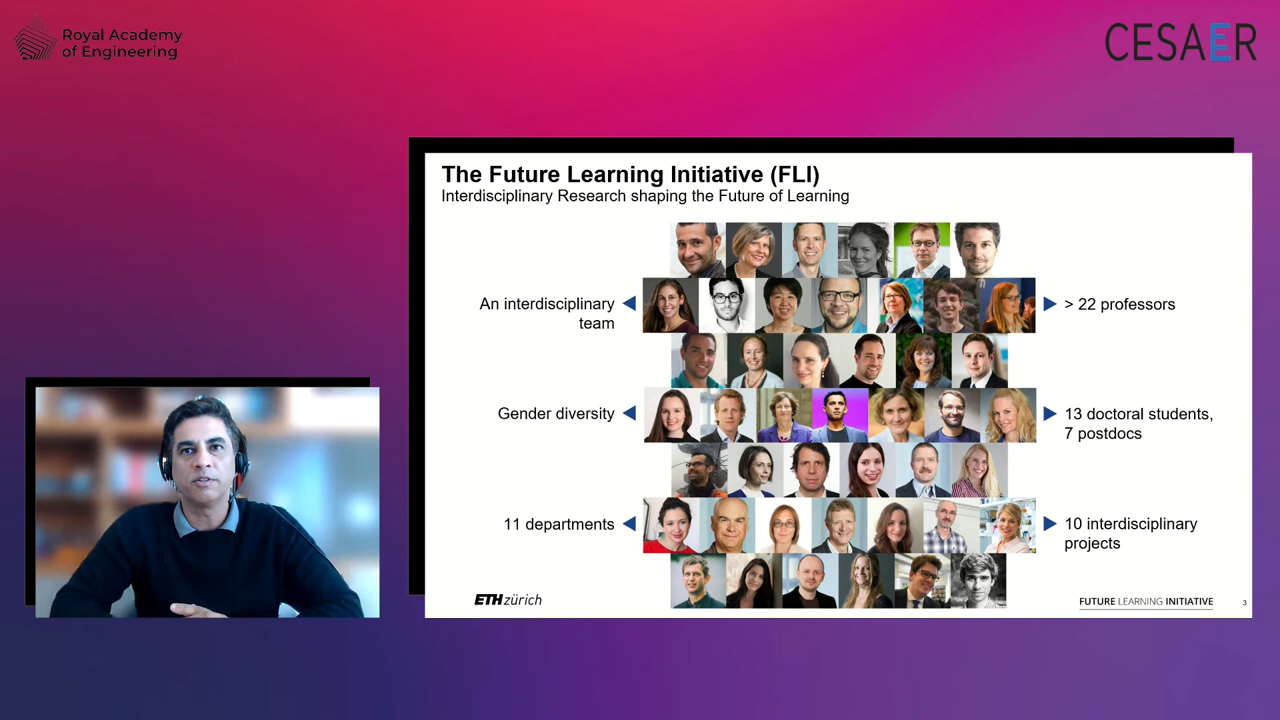 Royal Academy
of Engineering
CESAER
The Future Learning Initiative (FLI)
Interdisciplinary Research shaping the Future of Learning
An interdisciplinary
team
> 22 professors
Gender diversity
13 doctoral students,
7 postdocs
11 departments
10 interdisciplinary
projects
ETH zürich
FUTURE LEARNING INITIATIVE
3